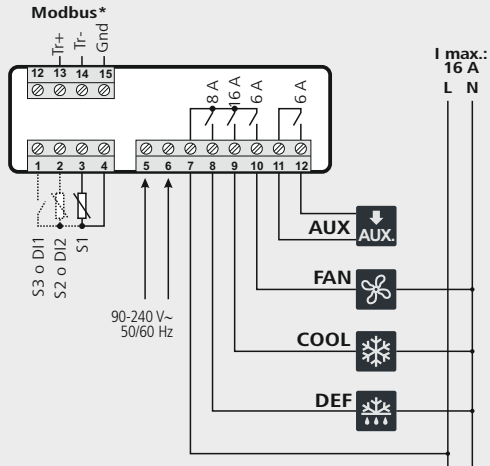 Modbus*
Tr+
Tr-
Gnd
12 13 14 15
8 A
16 A
6 A
6 A
I max.:
16 A
L N
1 2 3 4
5 6 7 8 9 10 11 12
S3 o DI1
S2 o DI2
S1
90-240 V~
50/60 Hz
AUX
AUX.
FAN
COOL
DEF